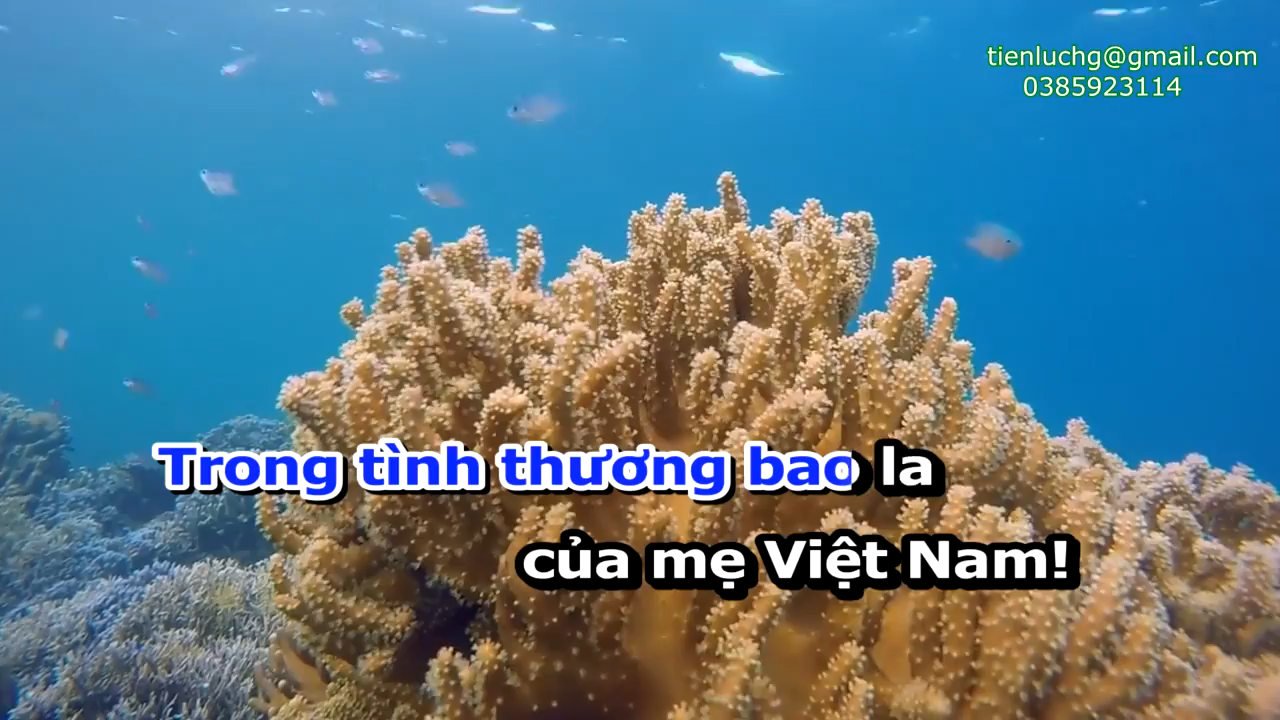 tienluchg@gmail.com
0385923114
Trong tình thương bao la
của mẹ Việt Nam!